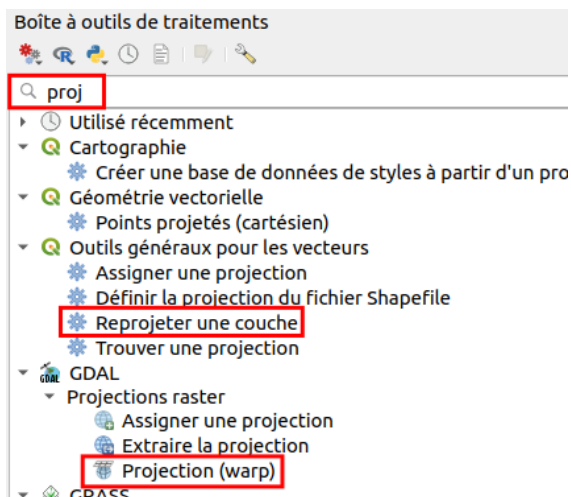 Boîte à outils de traitements
proj
Utilisé récemment
Cartographie
Créer une base de données de styles à partir d'un pro
Géométrie vectorielle
Points projetés (cartésien)
Outils généraux pour les vecteurs
Assigner une projection
Définir la projection du fichier Shapefile
Reprojeter une couche
Trouver une projection
GDAL
Projections raster
Assigner une projection
Extraire la projection
Projection (warp)
GRASS